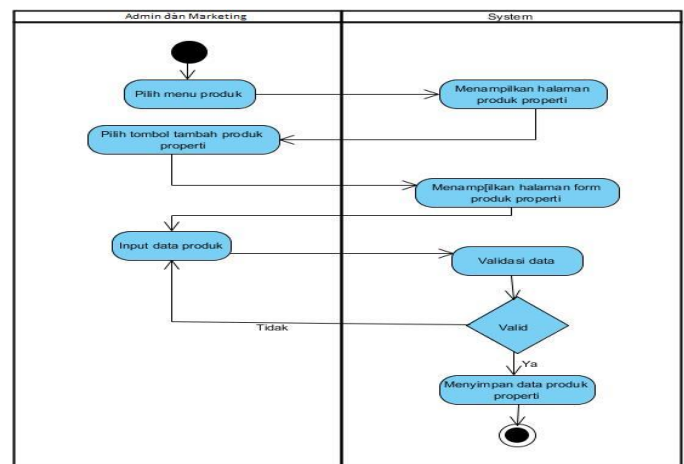 Admin dan Marketing
System
Pilih menu produk
Menampilkan halaman
produk properti
Pilih tombol tambah produk
properti
Menamp[ilkan halaman form
produk properti
Input data produk
Validasi data
Valid
Tidak
Ya
Menyimpan data produk
properti